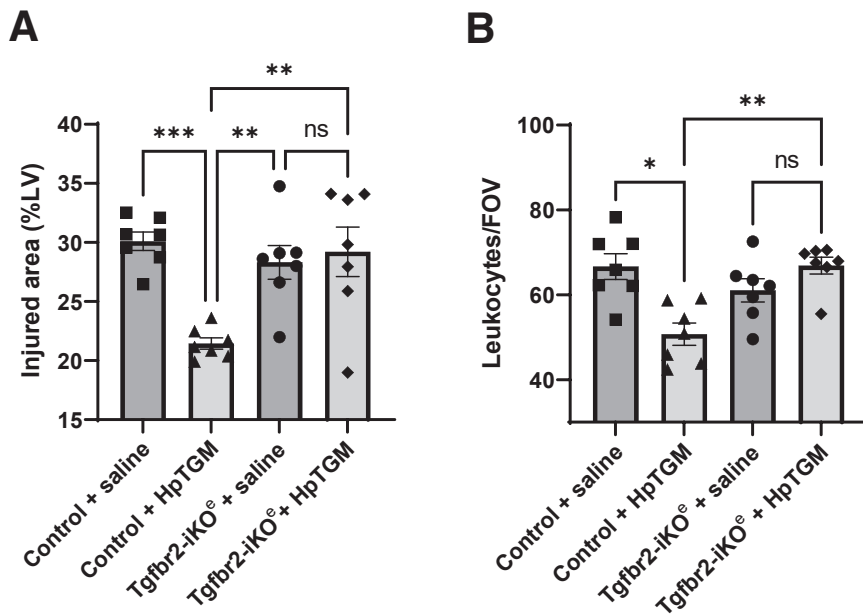 A
B
**
*** ** ns
**
* ns
Injured area (%LV)
40
35
30
25
20
15
Leukocytes/FOV
100
80
60
40
Control + saline
Control + HpTGM
Tgfbr2-iKOᵉ + saline
Tgfbr2-iKOᵉ + HpTGM
Control + saline
Control + HpTGM
Tgfbr2-iKOᵉ + saline
Tgfbr2-iKOᵉ + HpTGM